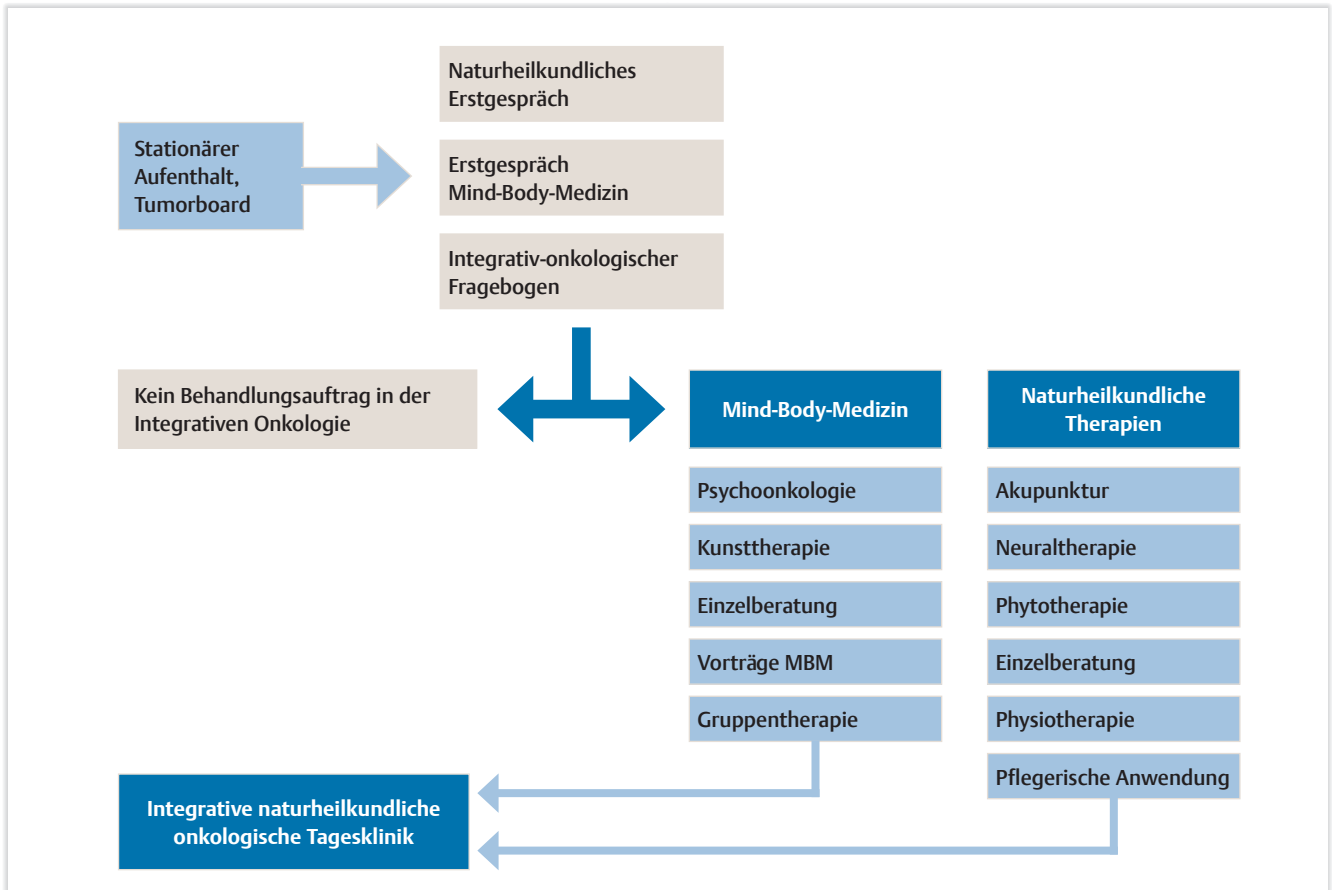 Naturheilkundliches
Erstgespräch
Stationärer
Aufenthalt,
Tumorboard
Erstgespräch
Mind-Body-Medizin
Integrativ-onkologischer
Fragebogen
Kein Behandlungsauftrag in der
Integrativen Onkologie
Mind-Body-Medizin
Psychoonkologie
Kunsttherapie
Einzelberatung
Vorträge MBM
Gruppentherapie
Naturheilkundliche
Therapien
Akupunktur
Neuraltherapie
Phytotherapie
Einzelberatung
Physiotherapie
Pflegerische Anwendung
Integrative naturheilkundliche
onkologische Tagesklinik